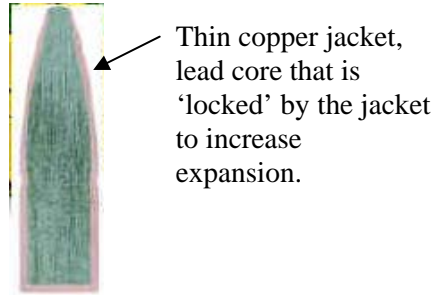 Thin copper jacket,
lead core that is
‘locked’ by the jacket
to increase
expansion.